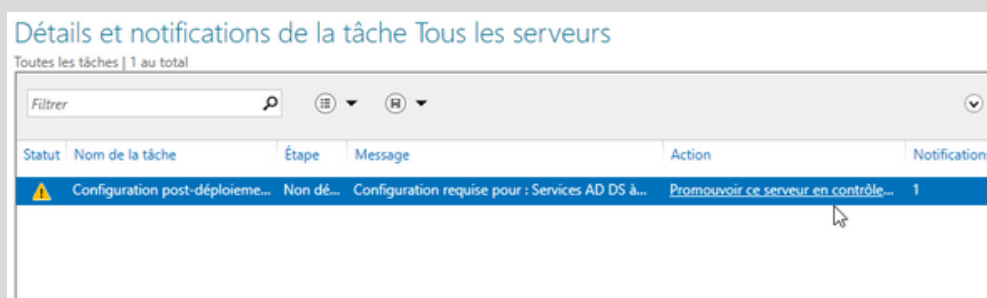 Détails et notifications de la tâche Tous les serveurs
Toutes les tâches | 1 au total
Filtrer
Statut Nom de la tâche Étape Message Action Notifications
Configuration post-déploieme... Non dé... Configuration requise pour : Services AD DS à... Promouvoir ce serveur en contrôle... 1